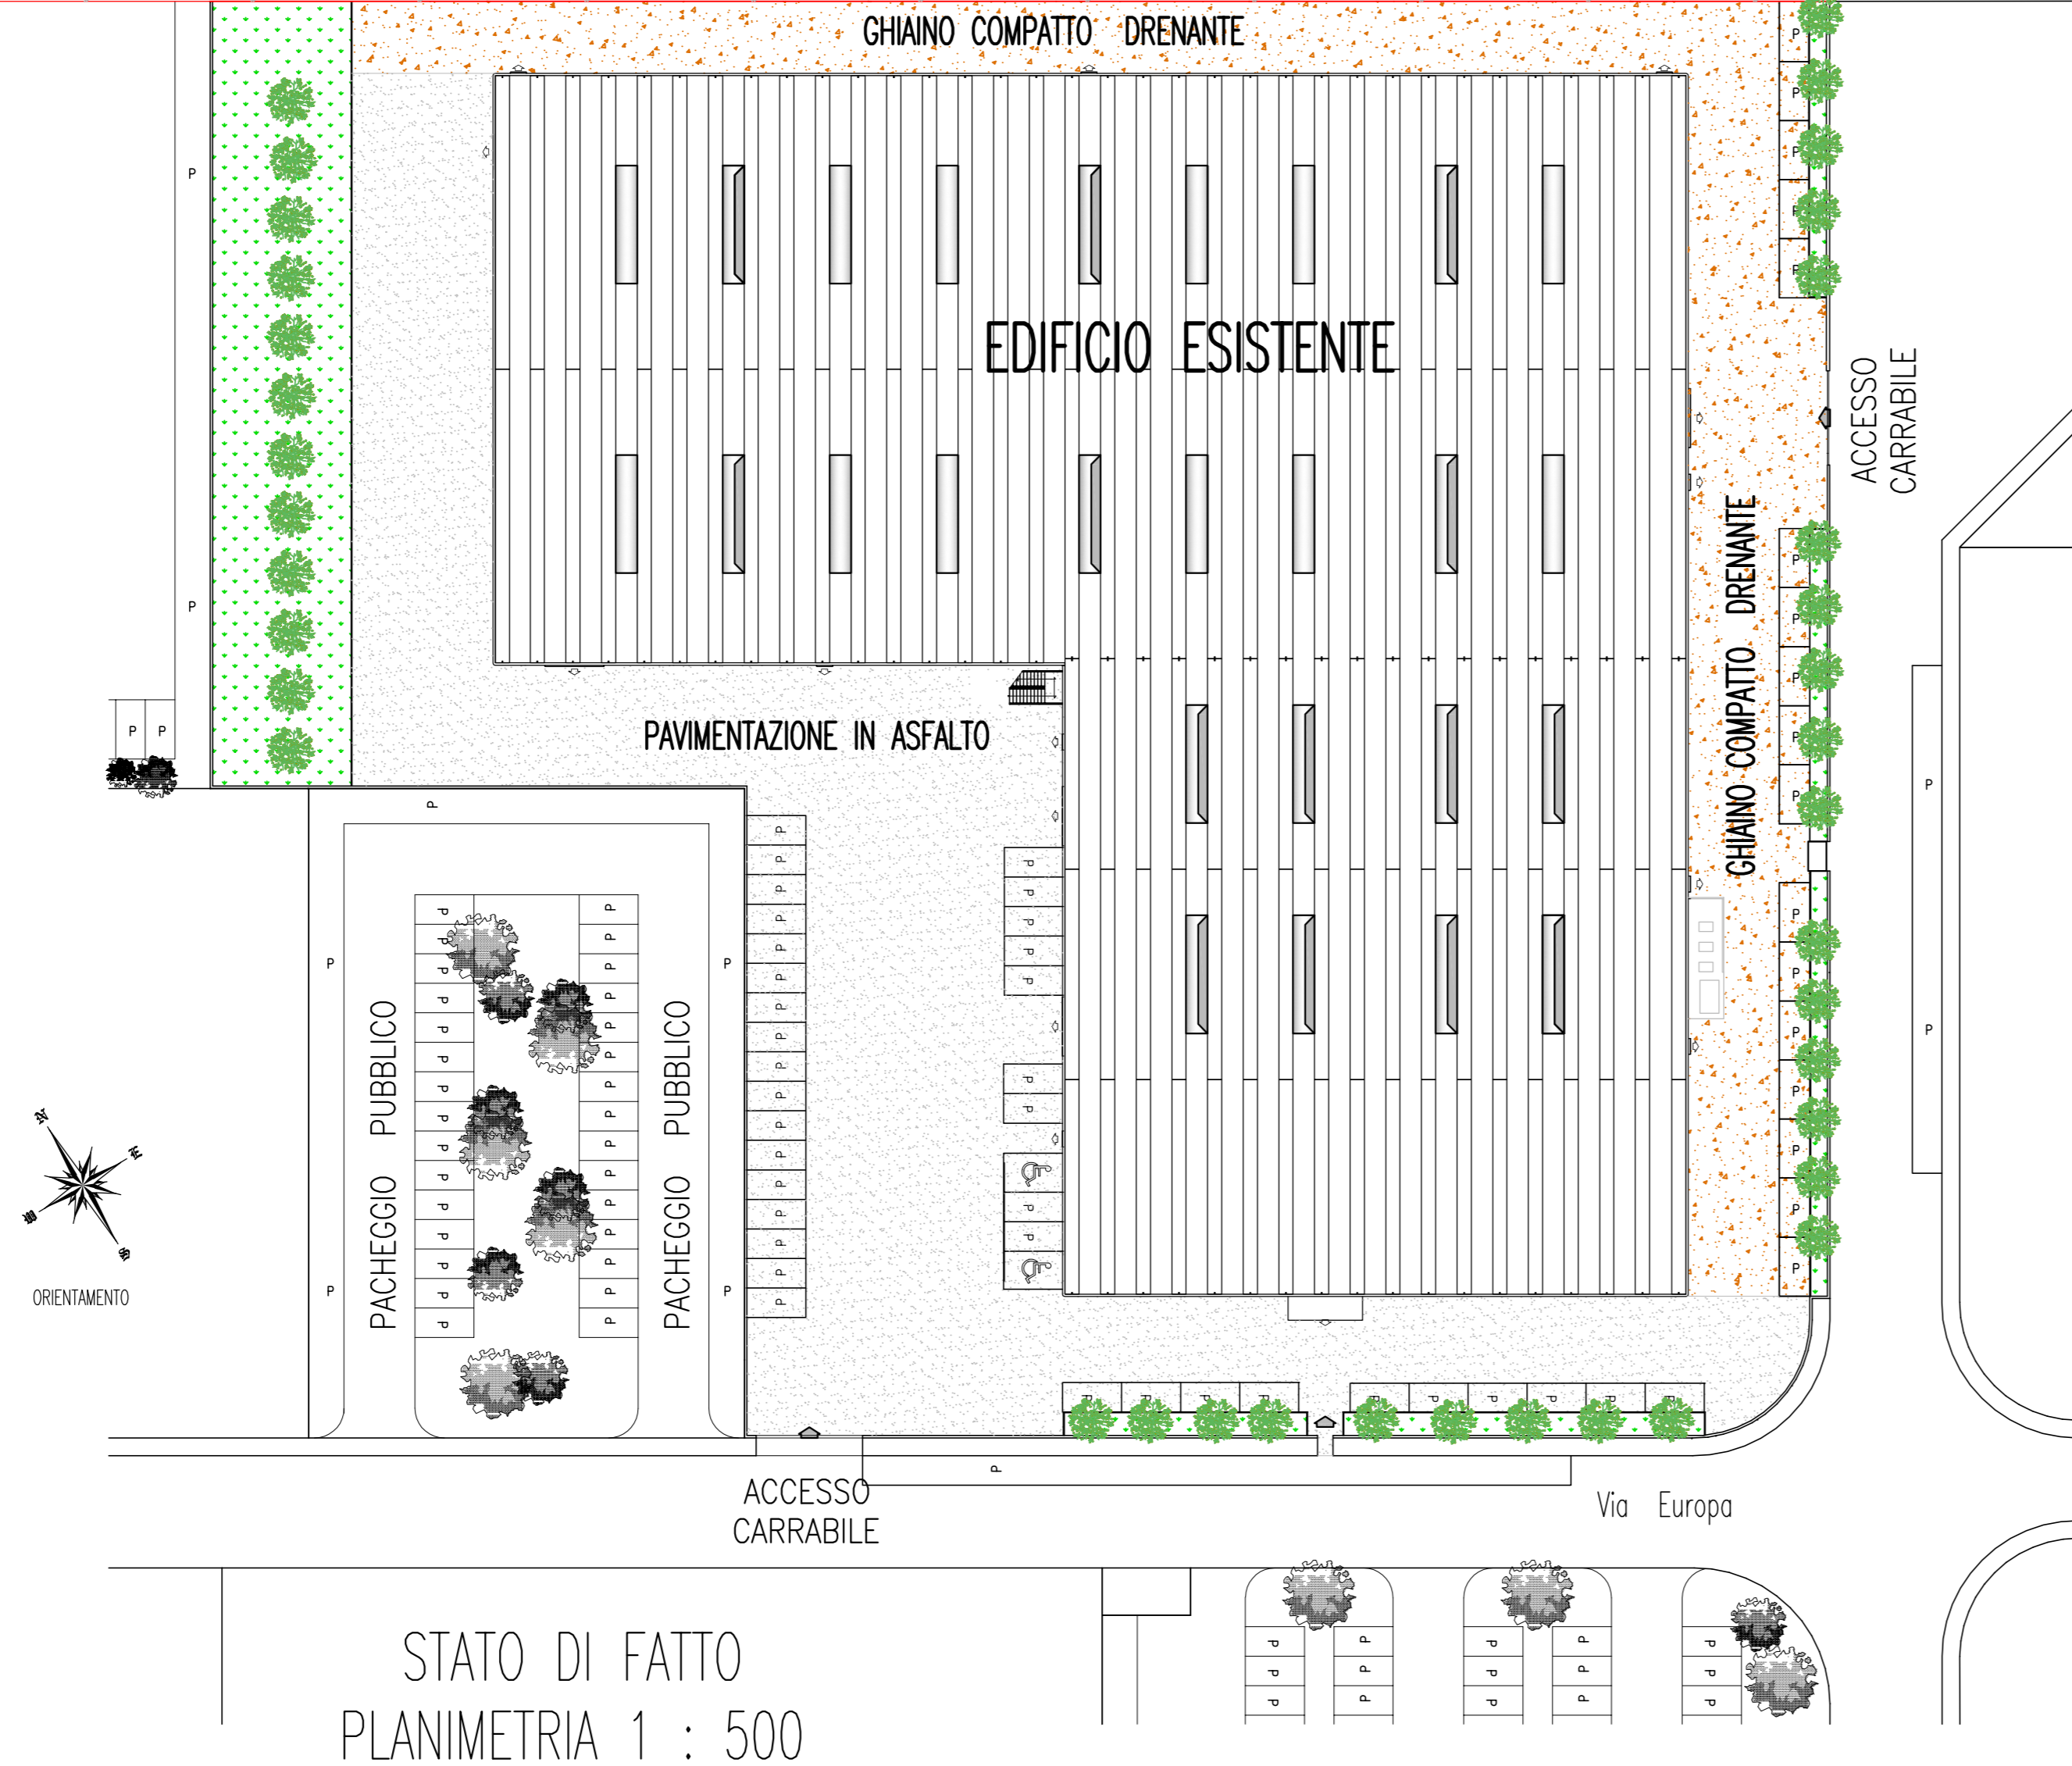 GHIAINO COMPATTO DRENANTE
EDIFICIO ESISTENTE
ACCESSO
CARRABILE
GHIAINO COMPATTO DRENANTE
PAVIMENTAZIONE IN ASFALTO
PACHEGGIO PUBBLICO
PACHEGGIO PUBBLICO
N
E
S
ORIENTAMENTO
ACCESSO
CARRABILE
P
Via Europa
STATO DI FATTO
PLANIMETRIA 1 : 500